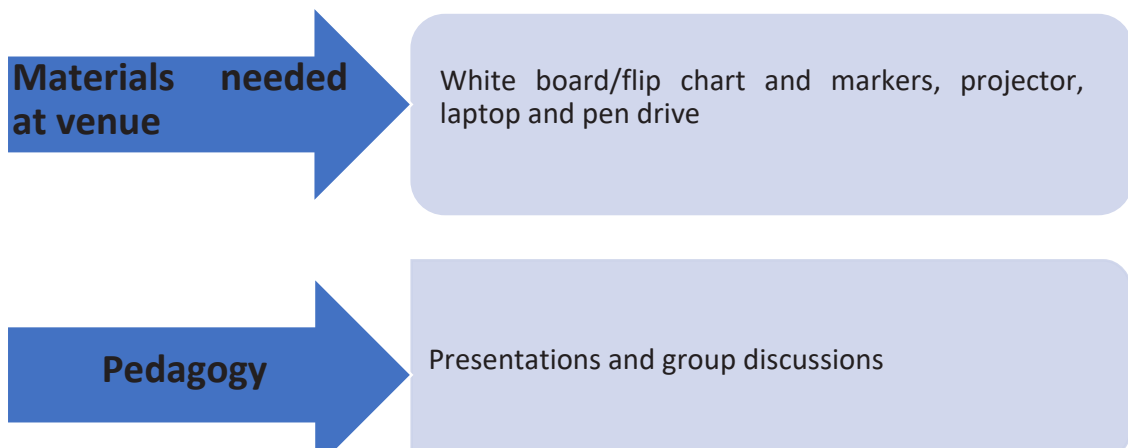 Materials needed
at venue
White board/flip chart and markers, projector,
laptop and pen drive
Pedagogy
Presentations and group discussions